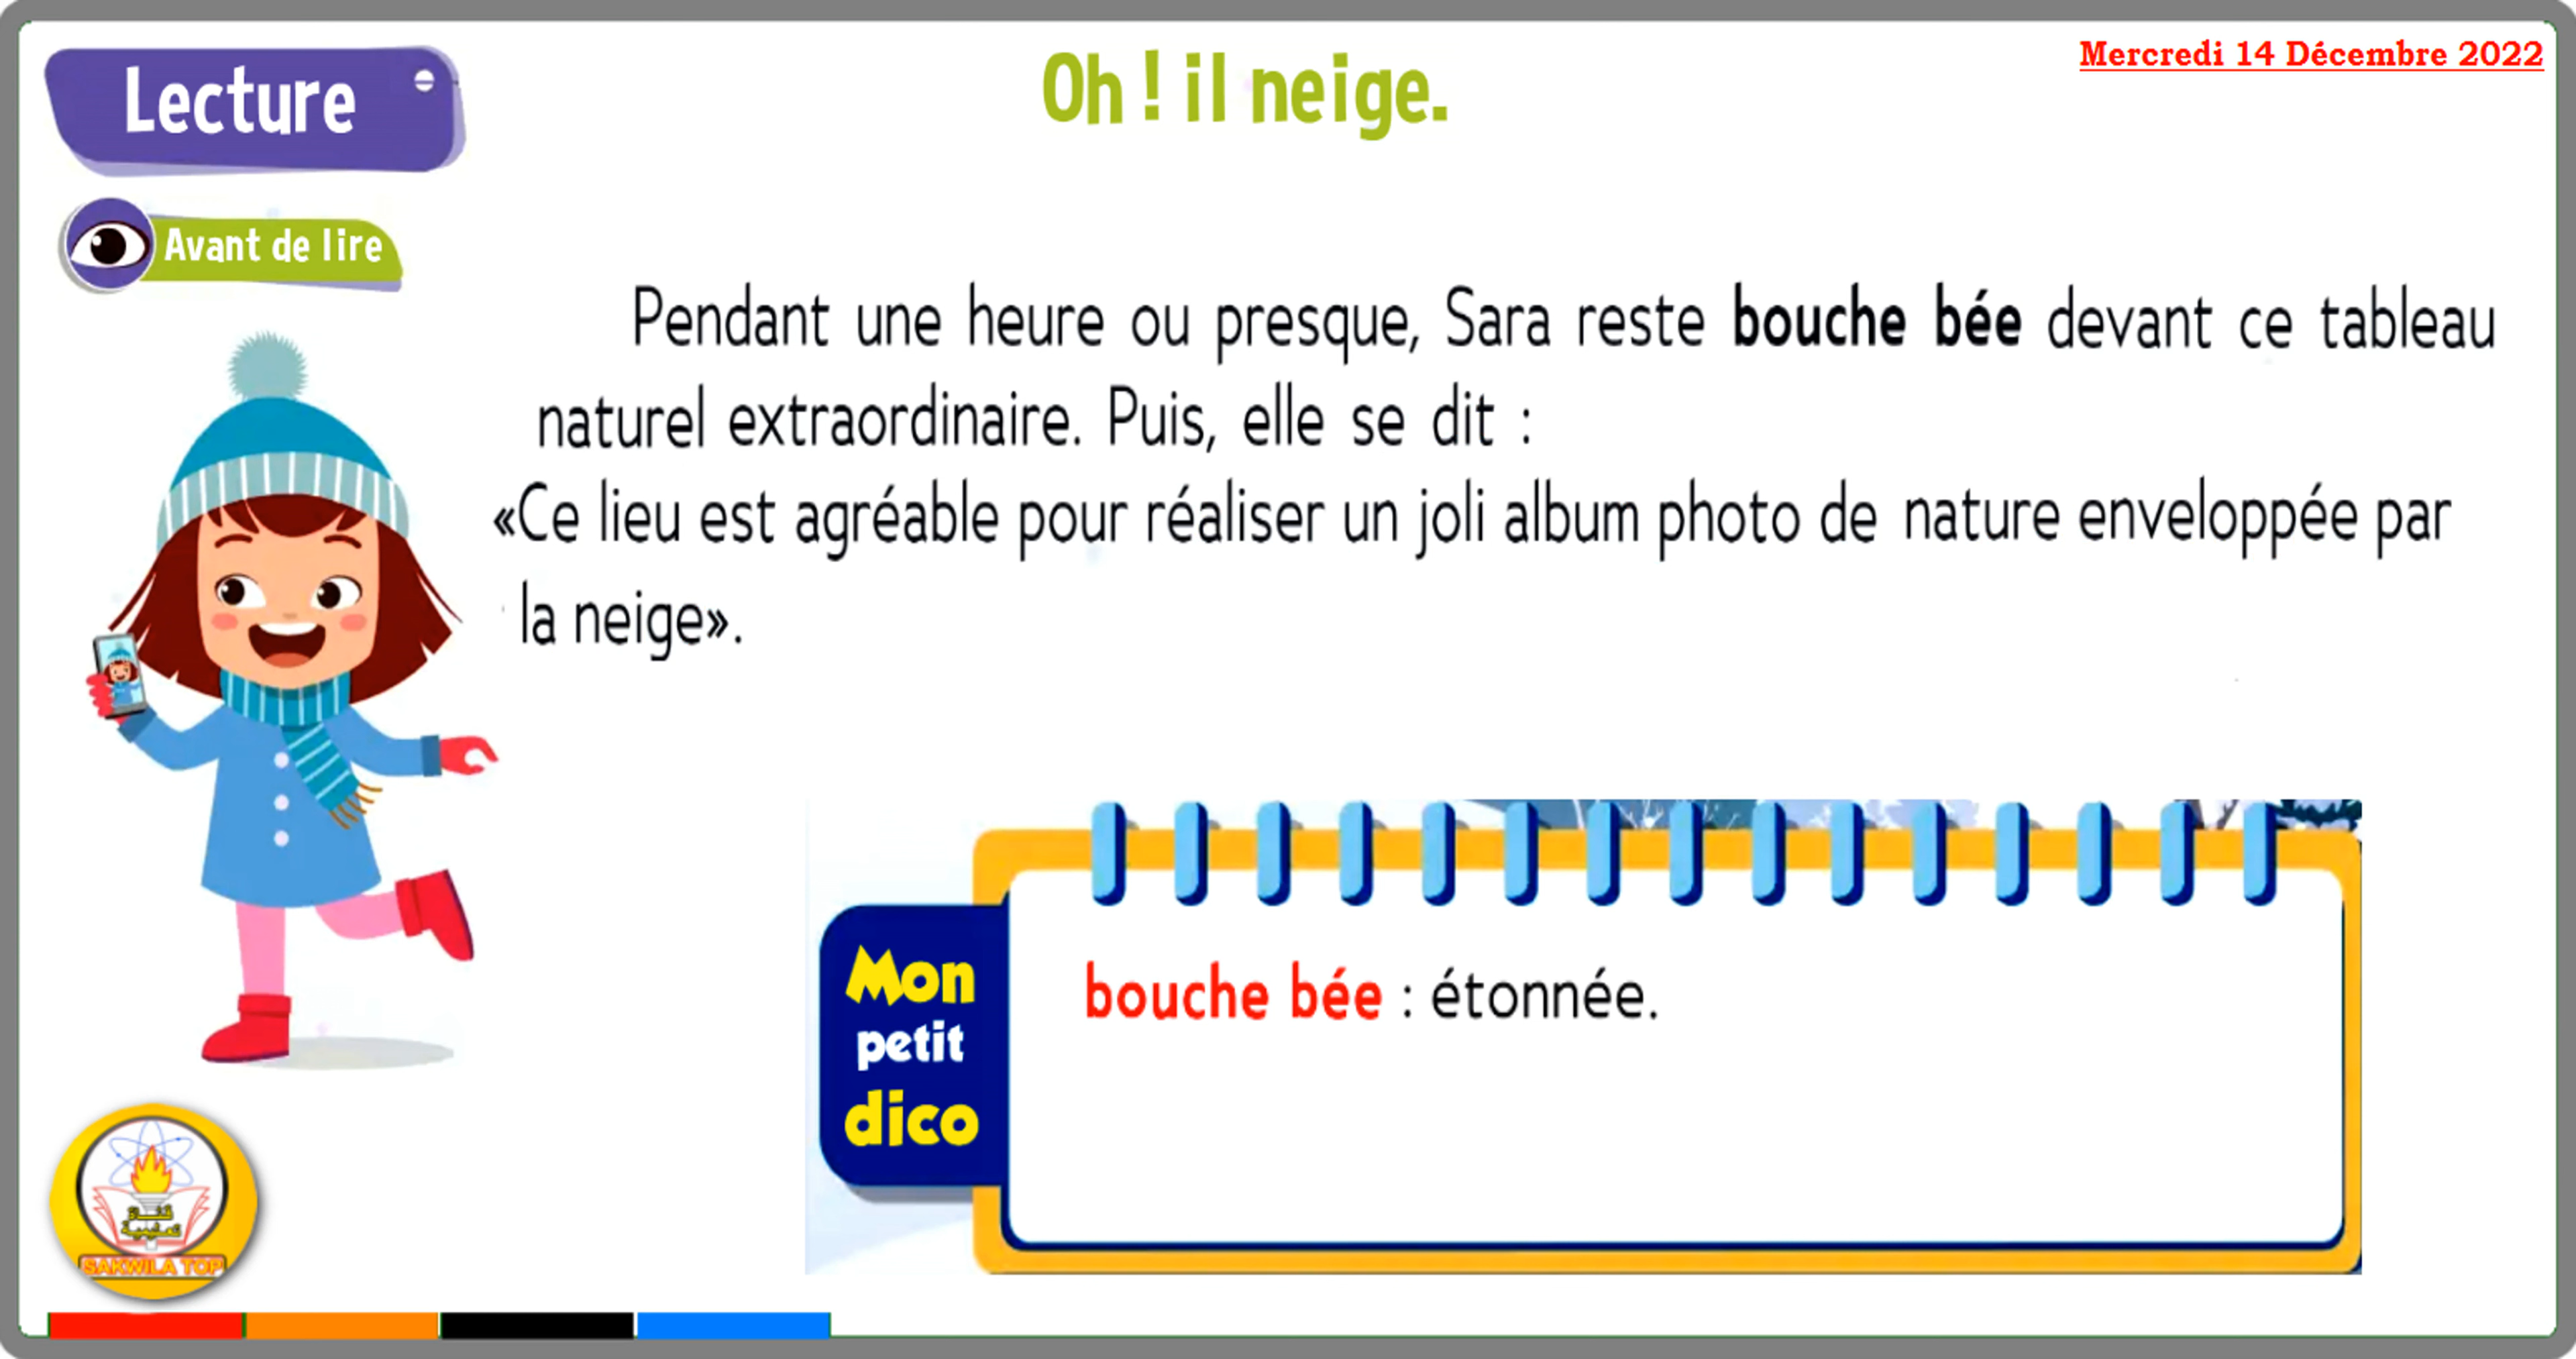 Lecture
Oh ! il neige.
Mercredi 14 Décembre 2022
Avant de lire
Pendant une heure ou presque, Sara reste bouche bée devant ce tableau
naturel extraordinaire. Puis, elle se dit :
«Ce lieu est agréable pour réaliser un joli album photo de nature enveloppée par
la neige».
Mon
petit
dico
bouche bée : étonnée.
قناة
تعليمية
SAKWILA TOP